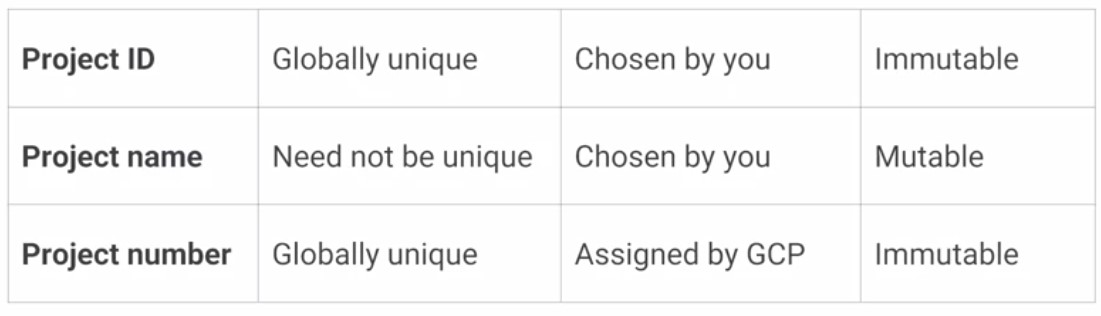 Project ID Globally unique Chosen by you Immutable
Project name Need not be unique Chosen by you Mutable
Project number Globally unique Assigned by GCP Immutable